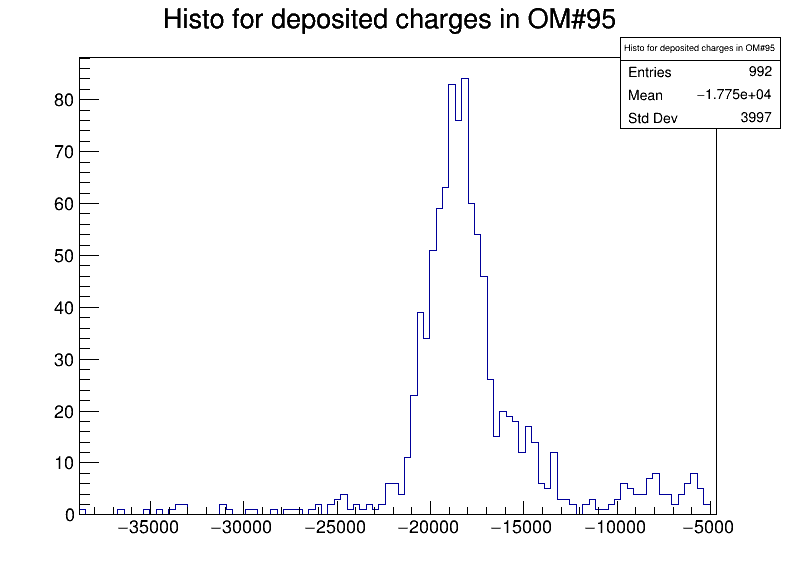 Histo for deposited charges in OM#95
Histo for deposited charges in OM#95
Entries 992
Mean −1.775e+04
Std Dev 3997
80
70
60
50
40
30
20
10
0
−35000 −30000 −25000 −20000 −15000 −10000 −5000